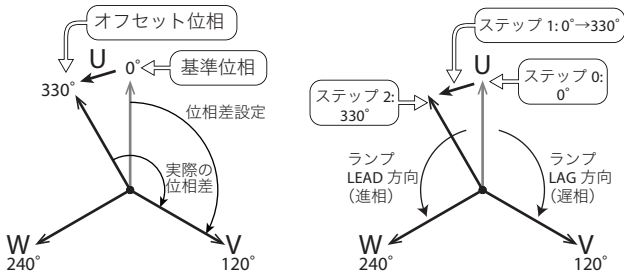 オフセット位相
U
0°
基準位相
330°
位相差設定
実際の
位相差
W
240°
V
120°
ステップ 1: 0°→330°
U
ステップ 0:
0°
ステップ 2:
330°
ランプ
LEAD 方向
(進相)
ランプ
LAG 方向
(遅相)
W
240°
V
120°